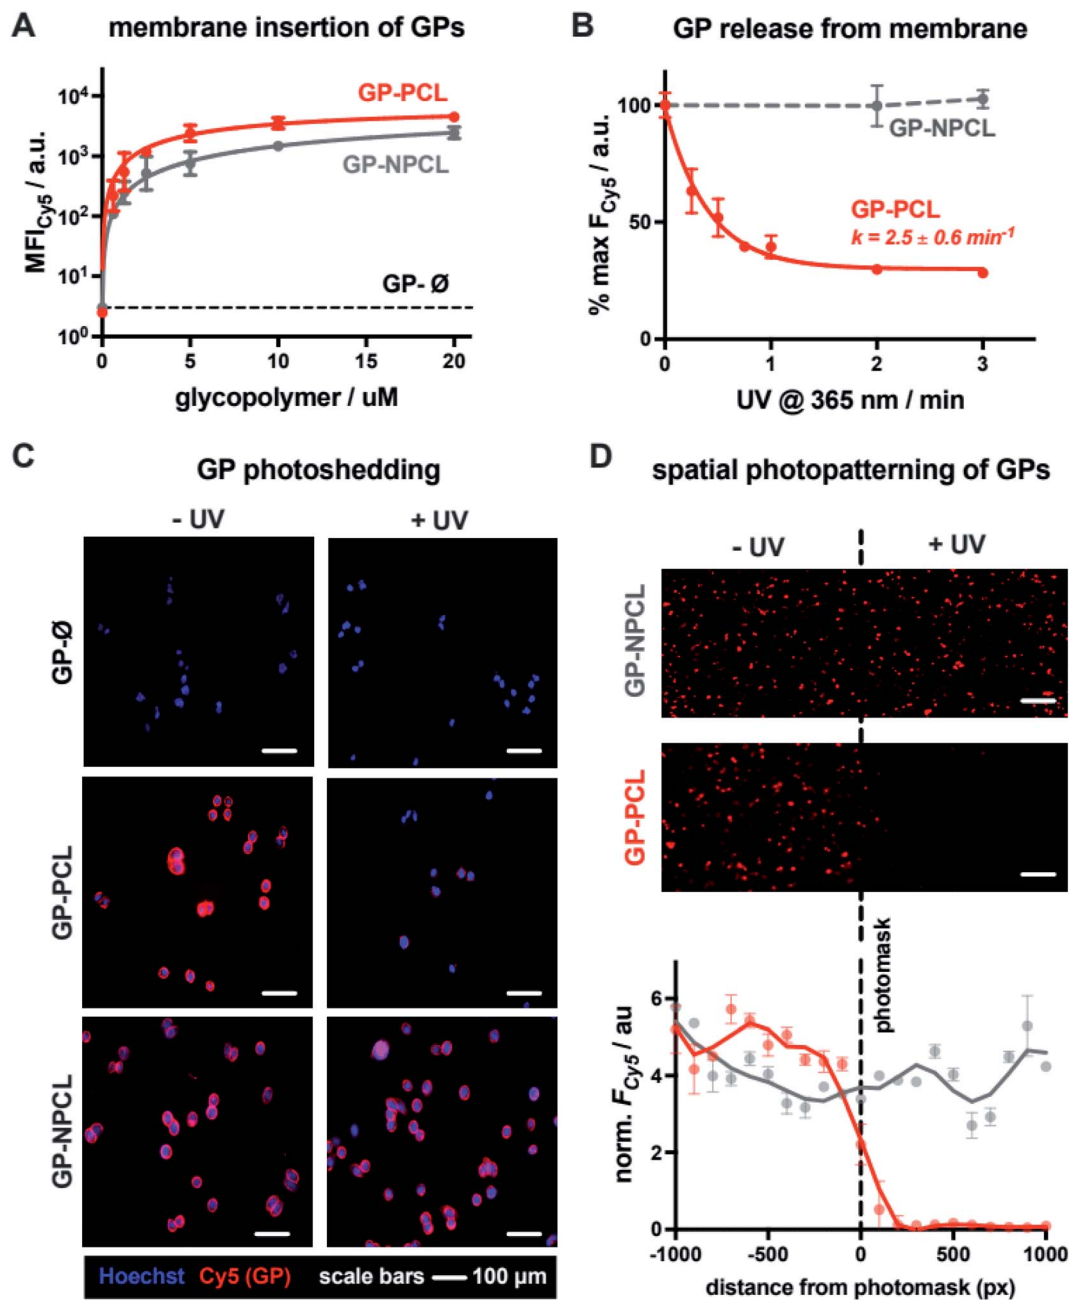 A membrane insertion of GPs
MFI_Cy5 / a.u.
10⁴
10³
10²
10¹
10⁰
GP-PCL
GP-NPCL
GP- Ø
0 5 10 15 20
glycopolymer / uM
B GP release from membrane
% max F_Cy5 / a.u.
100
50
0
GP-NPCL
GP-PCL
k = 2.5 ± 0.6 min⁻¹
0 1 2 3
UV @ 365 nm / min
C GP photoshedding
- UV + UV
GP-Ø
GP-PCL
GP-NPCL
Hoechst Cy5 (GP) scale bars 100 μm
D spatial photopatterning of GPs
- UV + UV
GP-NPCL
GP-PCL
photomask
norm. F_Cy5 / au
6
4
2
0
-1000 -500 0 500 1000
distance from photomask (px)